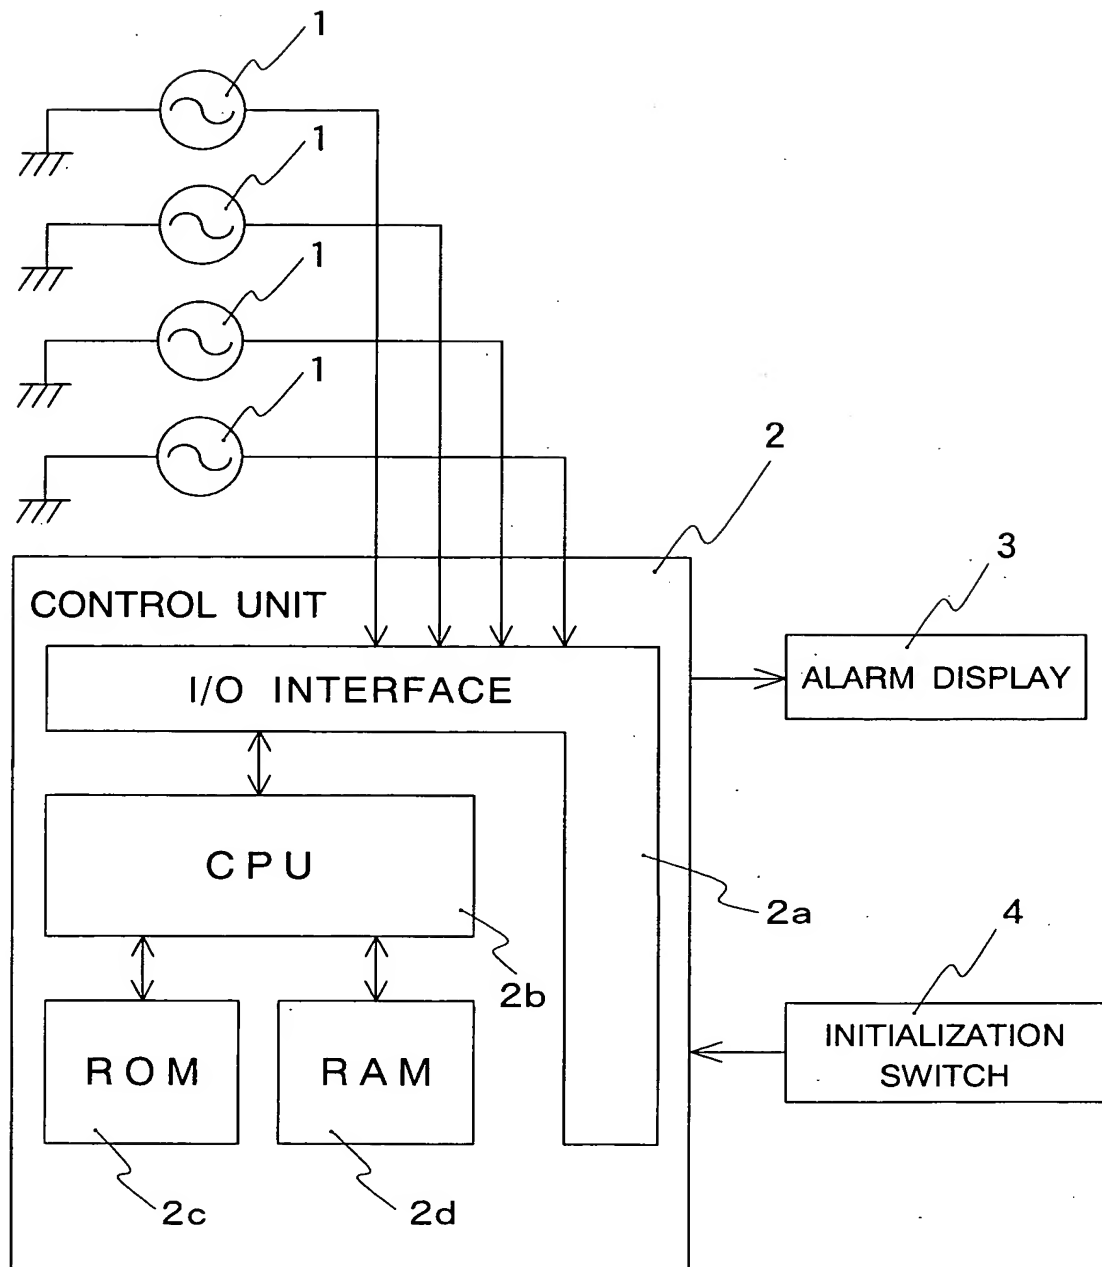 1
1
1
1
2
3
CONTROL UNIT
ALARM DISPLAY
I/O INTERFACE
CPU
2a
4
2b
INITIALIZATION
SWITCH
ROM
RAM
2c
2d